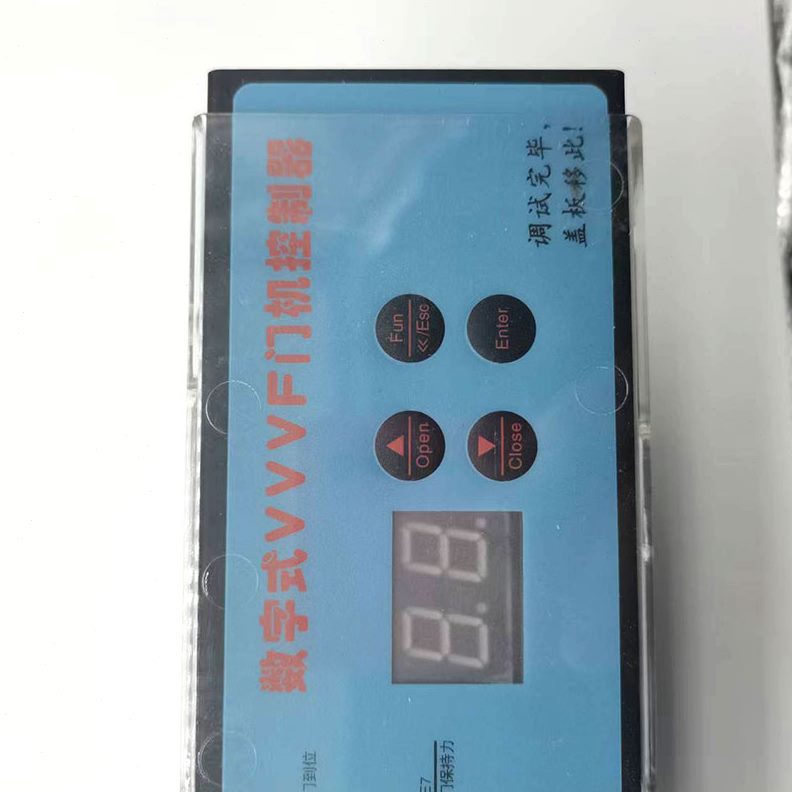 数字式VVVF门机控制器
调试完毕，
盖板移此！
Fun
<</Esc
Enter
▲
Open
▼
Close
8.8.
门到位
E7
门保持力